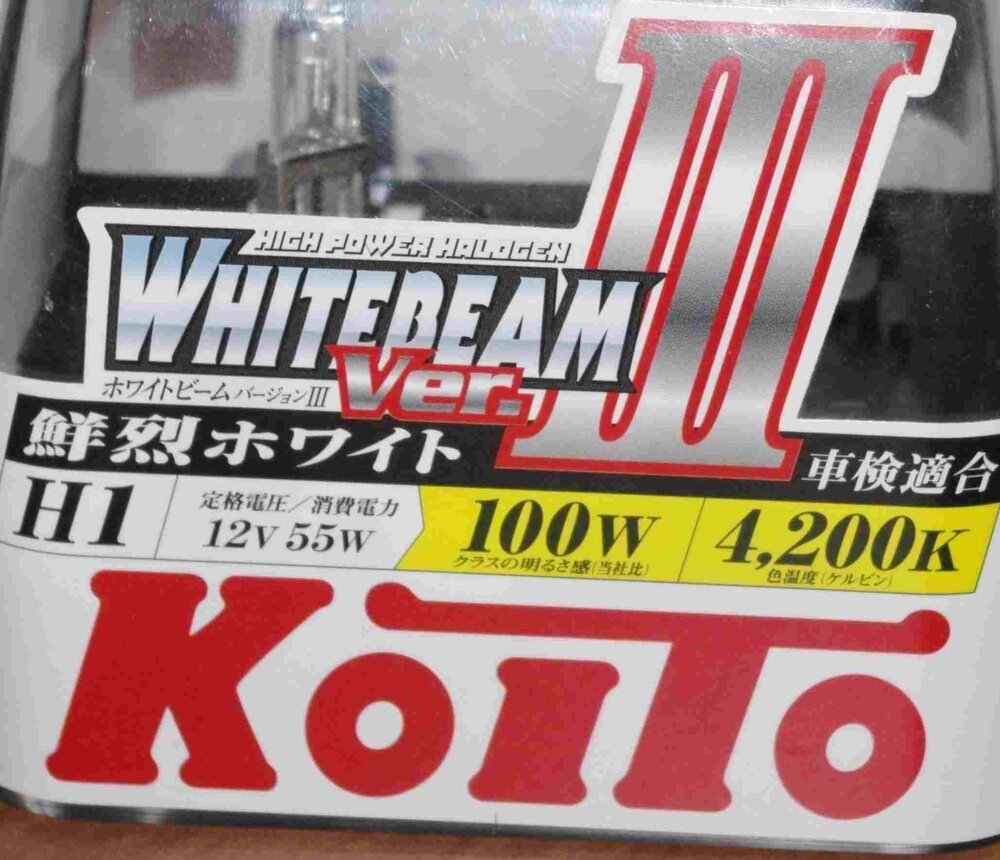 HIGH POWER HALOGEN
WHITEBEAM III
Ver.
ホワイトビーム バージョンIII
鮮烈ホワイト
車検適合
H1
定格電圧/消費電力
12V 55W
100W
クラスの明るさ感(当社比)
4,200K
色温度(ケルビン)
KOITO